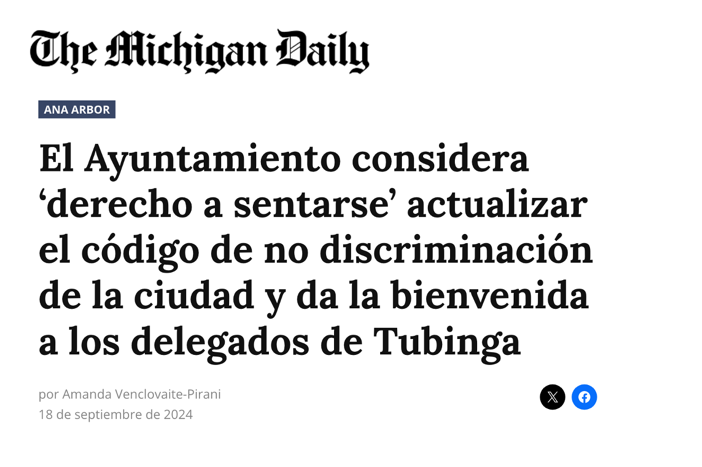 The Michigan Daily
ANA ARBOR
El Ayuntamiento considera
‘derecho a sentarse’ actualizar
el código de no discriminación
de la ciudad y da la bienvenida
a los delegados de Tubinga
por Amanda Venclovaite-Pirani
18 de septiembre de 2024